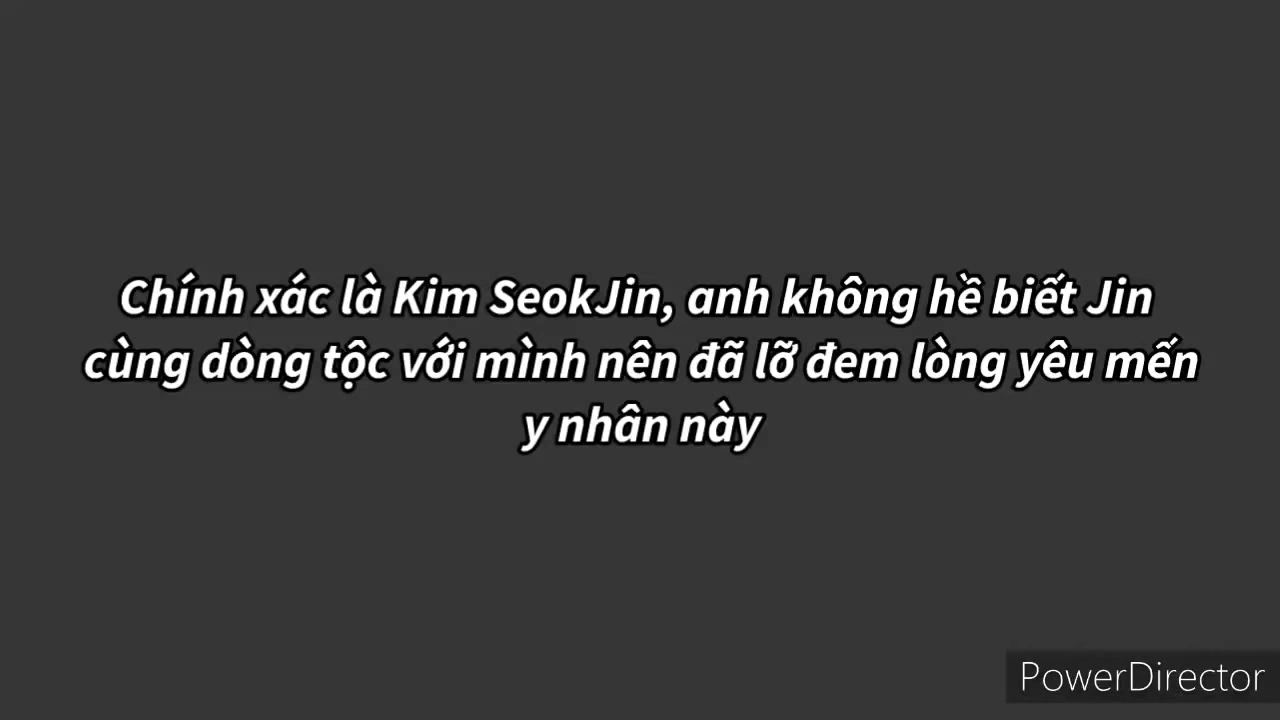 Chính xác là Kim SeokJin, anh không hề biết Jin
cùng dòng tộc với mình nên đã lỡ đem lòng yêu mến
y nhân này
PowerDirector